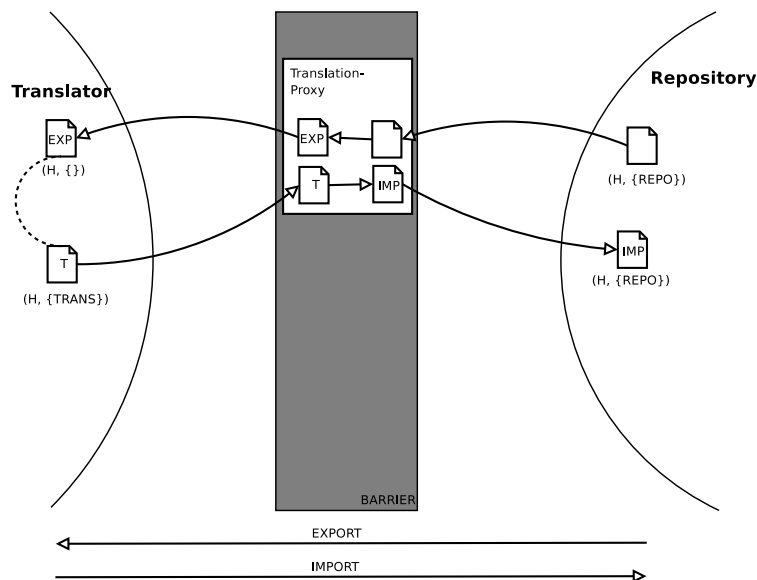 Translation-
Proxy
Translator
Repository
EXP
EXP
(H, {})
(H, {REPO})
T
IMP
T
IMP
(H, {TRANS})
(H, {REPO})
BARRIER
EXPORT
IMPORT